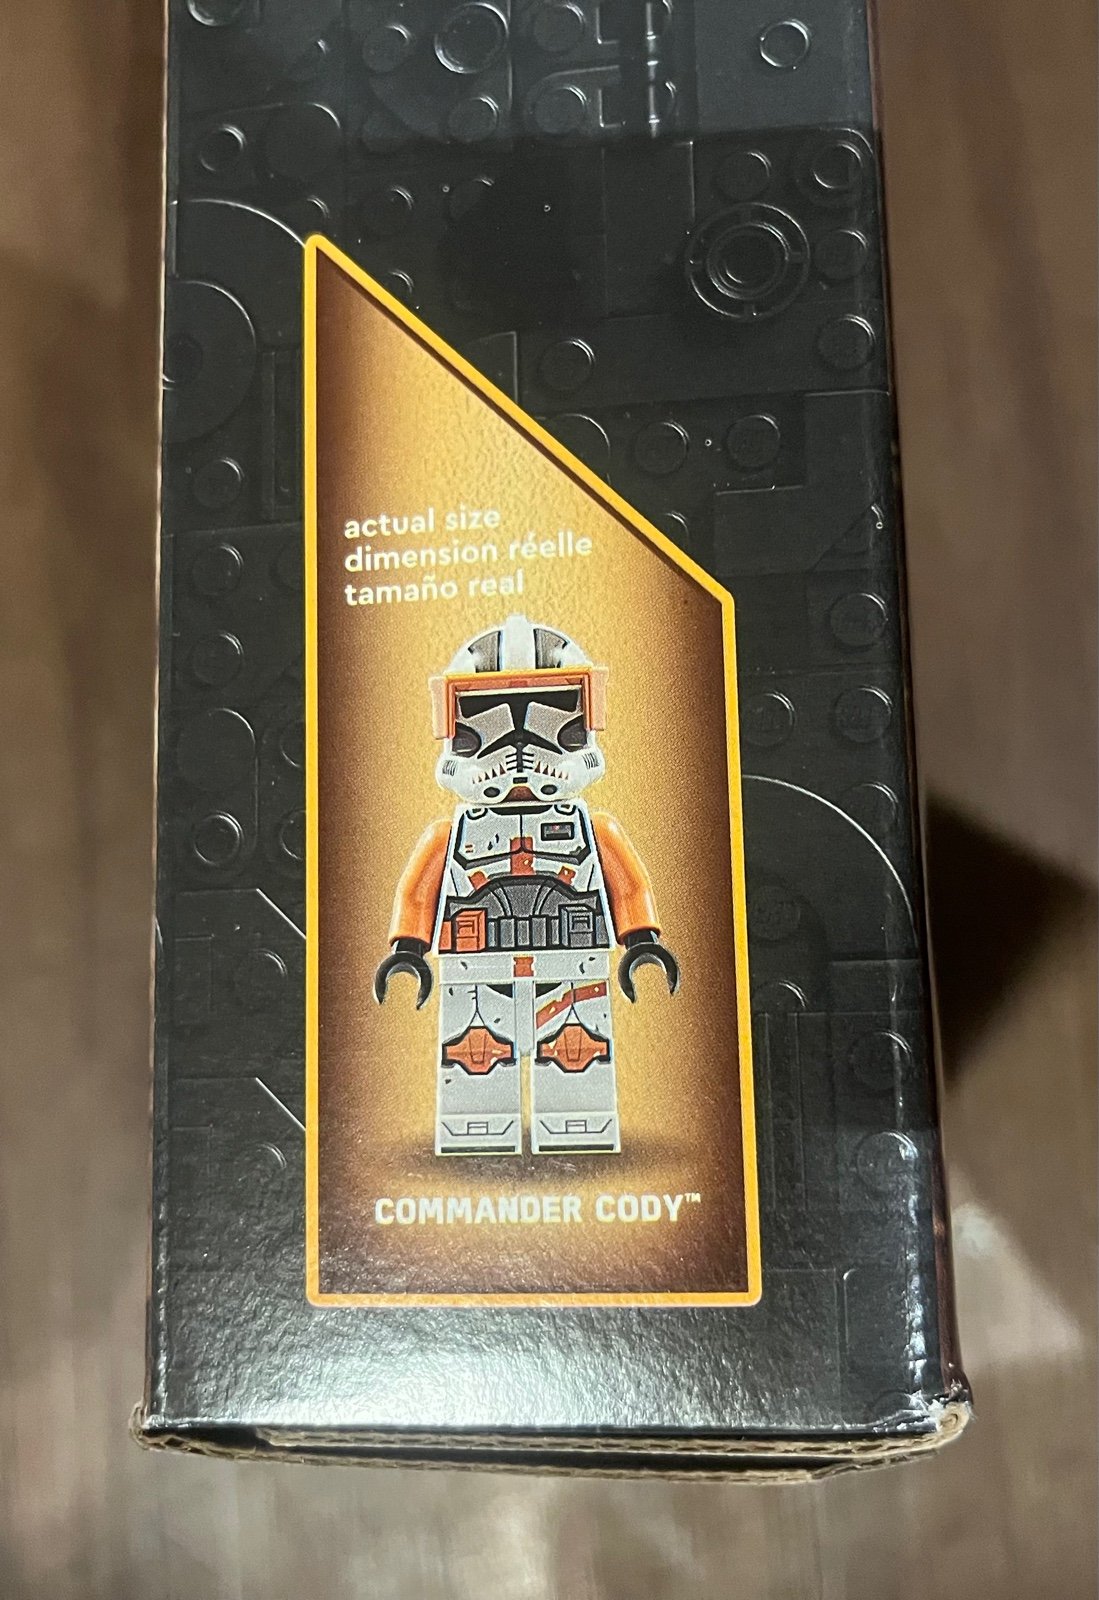 actual size
dimension réelle
tamaño real
COMMANDER CODY™